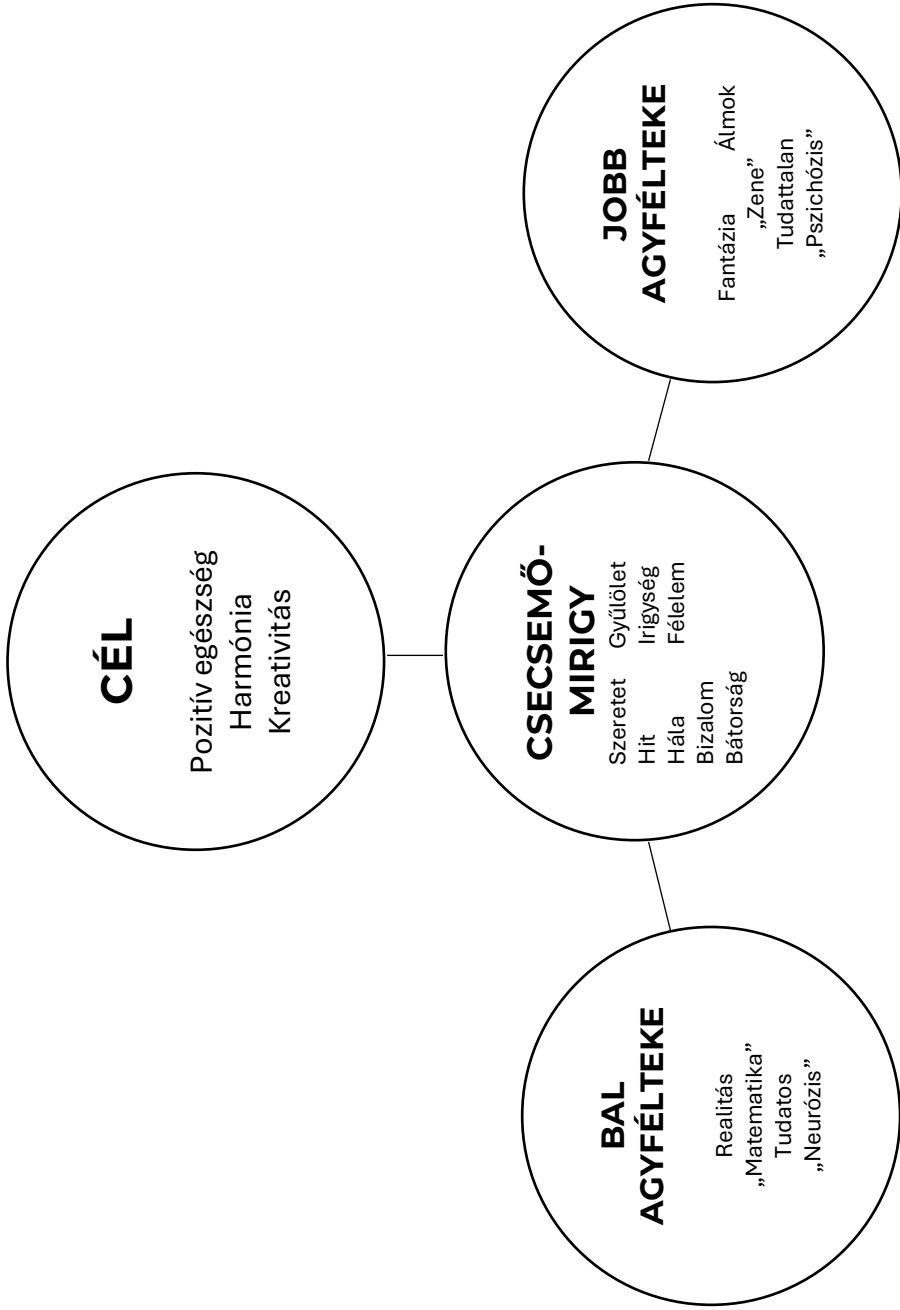 CÉL
Pozitív egészség
Harmónia
Kreativitás
CSECSEMŐ-
MIRIGY
Szeretet Gyűlölet
Hit Irigység
Hála Félelem
Bizalom
Bátorság
BAL
AGYFÉLTEKE
Realitás
„Matematika”
Tudatos
„Neurózis”
JOBB
AGYFÉLTEKE
Fantázia Álmok
„Zene”
Tudattalan
„Pszichózis”